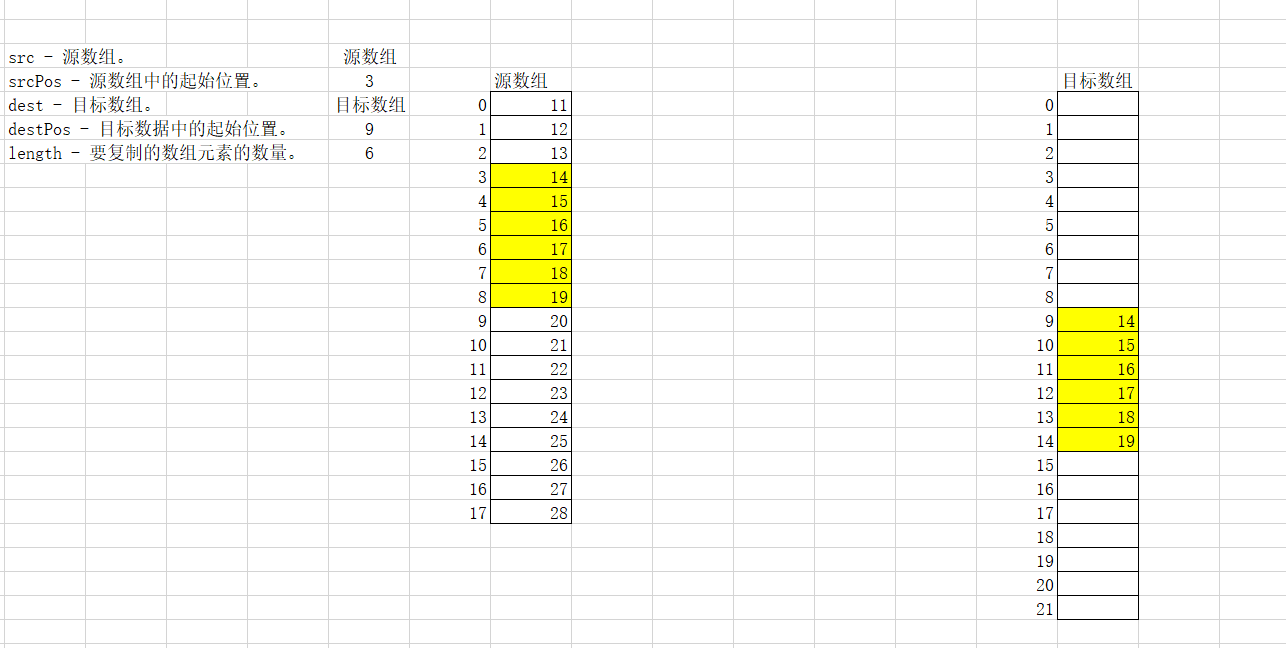 src - 源数组。 源数组
srcPos - 源数组中的起始位置。 3 源数组 目标数组
dest - 目标数组。 目标数组 0 11 0
destPos - 目标数据中的起始位置。 9 1 12 1
length - 要复制的数组元素的数量。 6 2 13 2
3 14 3
4 15 4
5 16 5
6 17 6
7 18 7
8 19 8
9 20 9 14
10 21 10 15
11 22 11 16
12 23 12 17
13 24 13 18
14 25 14 19
15 26 15
16 27 16
17 28 17
18
19
20
21